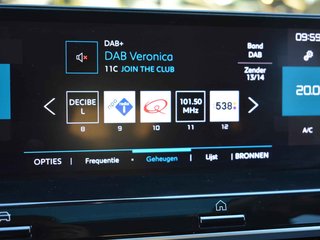 DAB+
DAB Veronica
11C JOIN THE CLUB
Band
DAB
Zender
13/14
09:59
20.0
A/C
DECIBE
L
T
Q
101.50
MHz
538
8
9
10
11
12
OPTIES
Frequentie
Geheugen
Lijst
BRONNEN